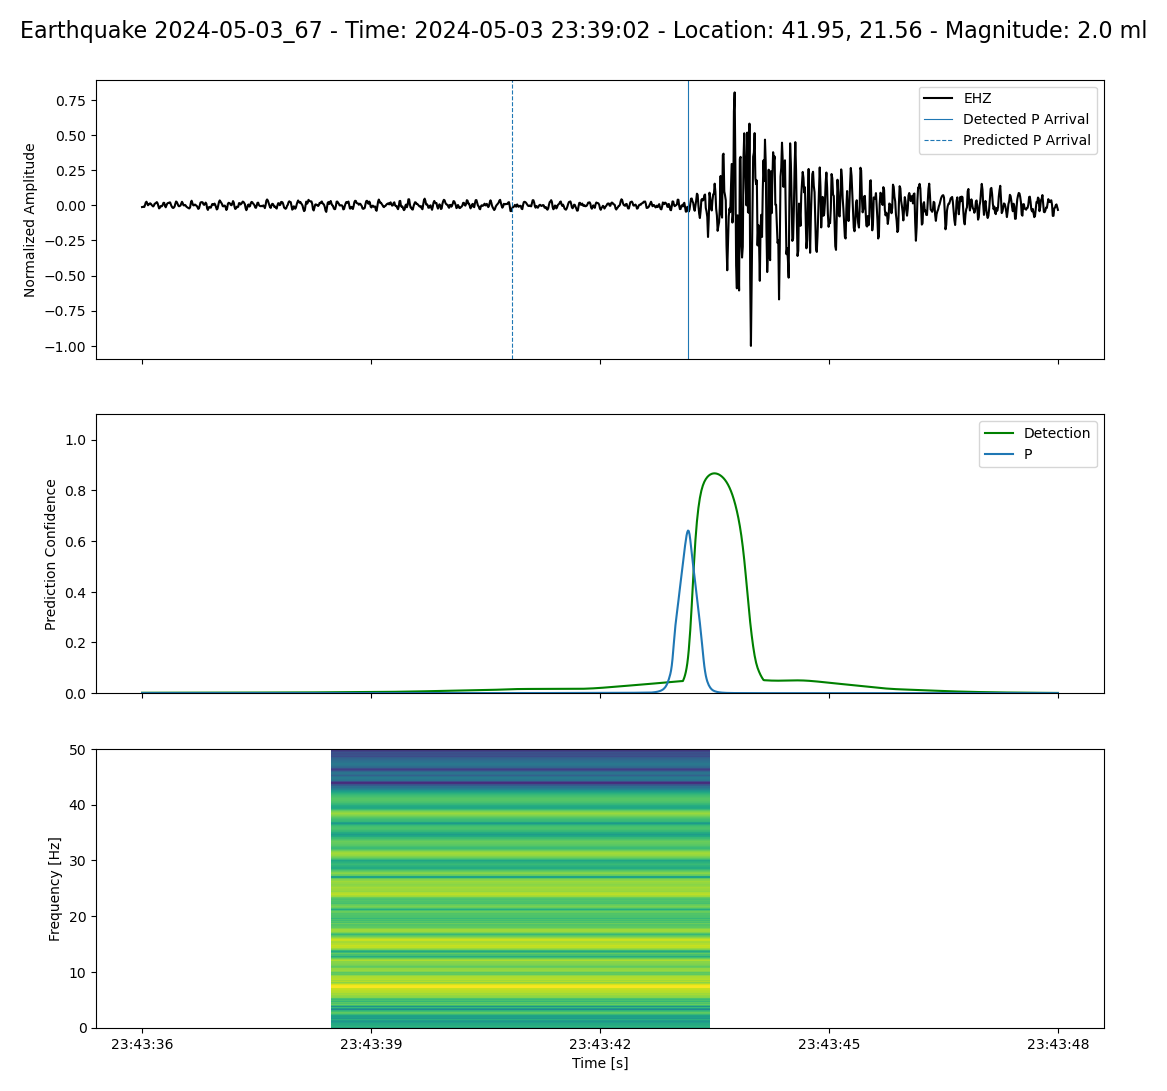 Earthquake 2024-05-03_67 - Time: 2024-05-03 23:39:02 - Location: 41.95, 21.56 - Magnitude: 2.0 ml
Normalized Amplitude
0.75
0.50
0.25
0.00
−0.25
−0.50
−0.75
−1.00
EHZ
Detected P Arrival
Predicted P Arrival
Prediction Confidence
1.0
0.8
0.6
0.4
0.2
0.0
Detection
P
Frequency [Hz]
50
40
30
20
10
0
23:43:36
23:43:39
23:43:42
23:43:45
23:43:48
Time [s]